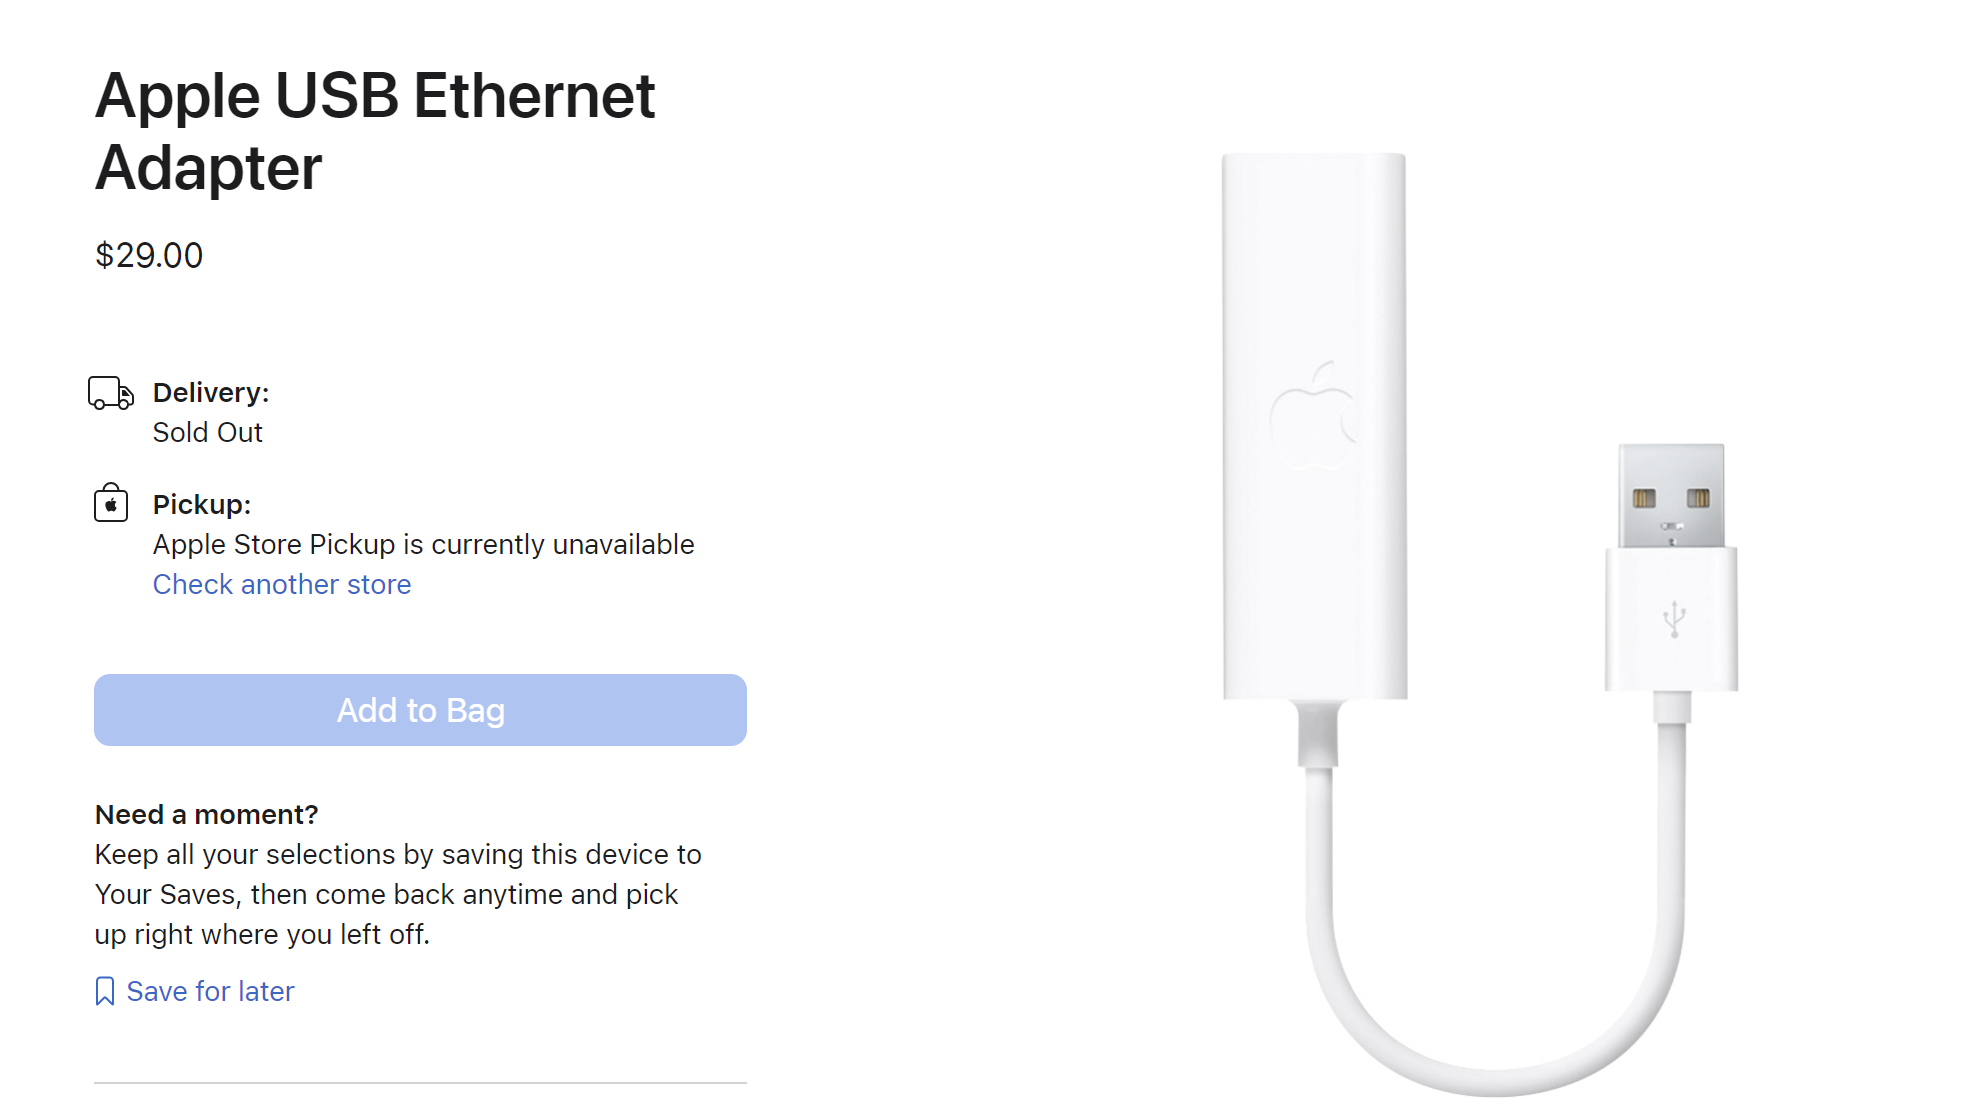 Apple USB Ethernet
Adapter
$29.00
Delivery:
Sold Out
Pickup:
Apple Store Pickup is currently unavailable
Check another store
Add to Bag
Need a moment?
Keep all your selections by saving this device to
Your Saves, then come back anytime and pick
up right where you left off.
Save for later